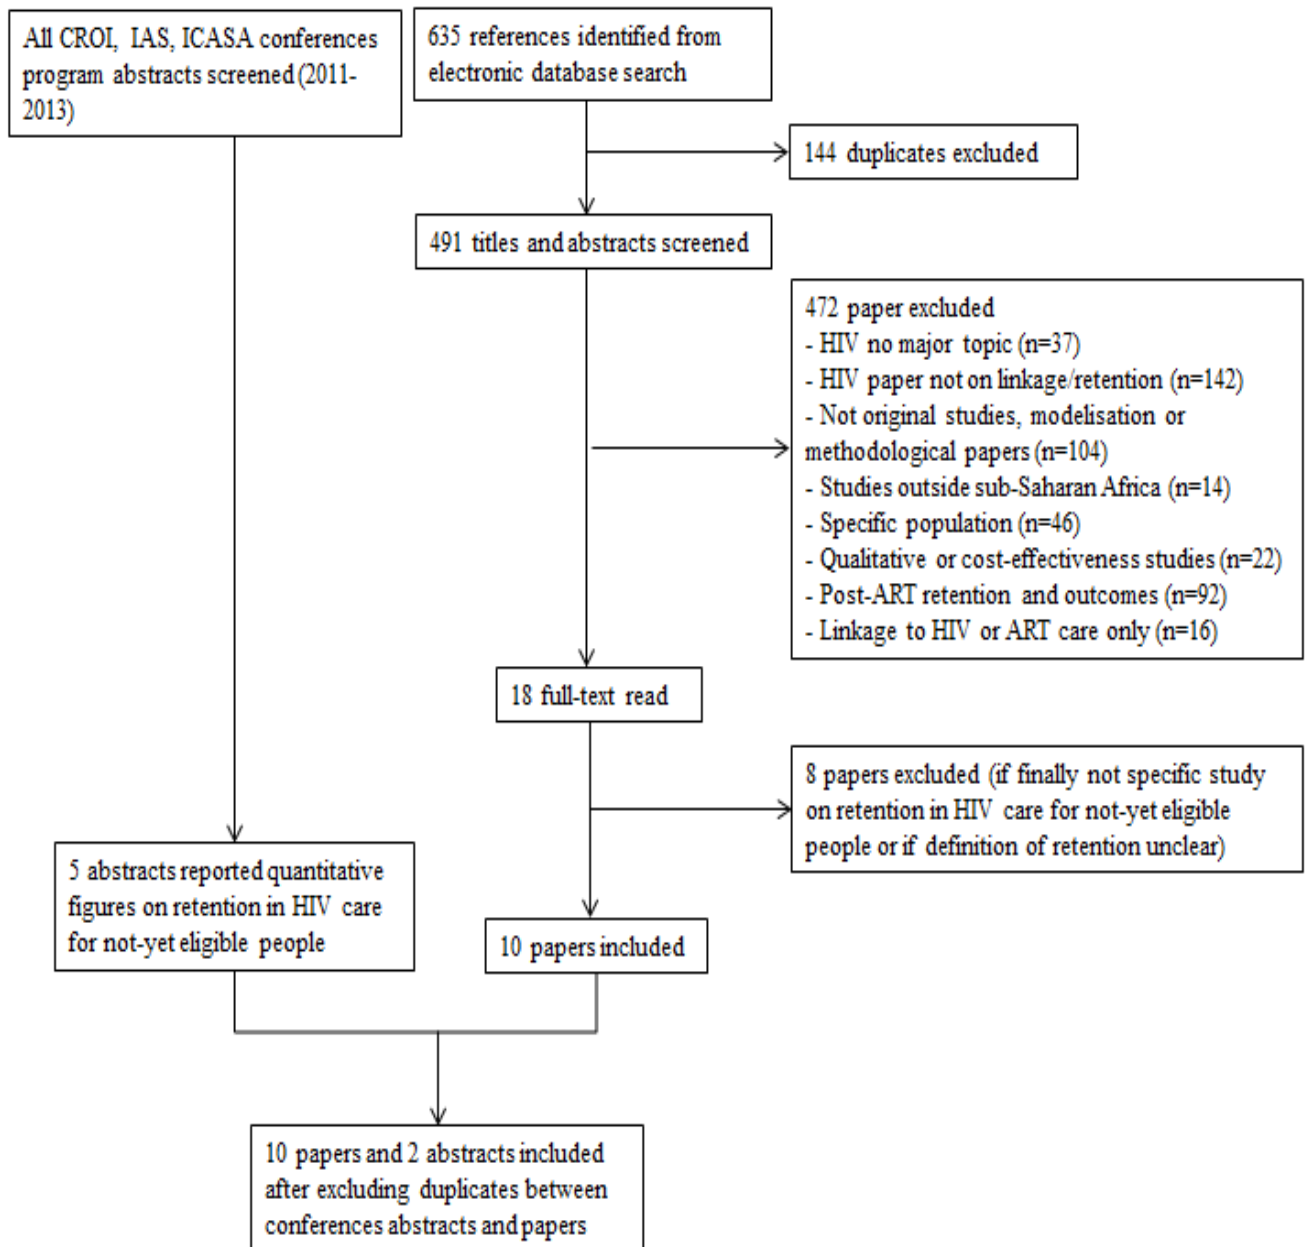 All CROI, IAS, ICASA conferences
program abstracts screened (2011-
2013)
635 references identified from
electronic database search
144 duplicates excluded
491 titles and abstracts screened
472 paper excluded
- HIV no major topic (n=37)
- HIV paper not on linkage/retention (n=142)
- Not original studies, modelisation or
methodological papers (n=104)
- Studies outside sub-Saharan Africa (n=14)
- Specific population (n=46)
- Qualitative or cost-effectiveness studies (n=22)
- Post-ART retention and outcomes (n=92)
- Linkage to HIV or ART care only (n=16)
18 full-text read
8 papers excluded (if finally not specific study
on retention in HIV care for not-yet eligible
people or if definition of retention unclear)
5 abstracts reported quantitative
figures on retention in HIV care
for not-yet eligible people
10 papers included
10 papers and 2 abstracts included
after excluding duplicates between
conferences abstracts and papers